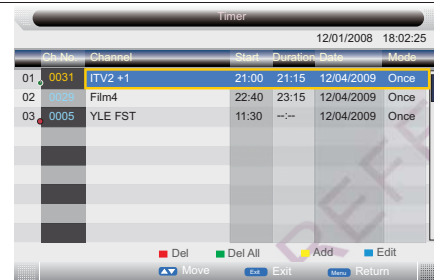 Timer
12/01/2008 18:02:25
Ch No. Channel Start Duration Date Mode
01 0031 ITV2 +1 21:00 21:15 12/04/2009 Once
02 0029 Film4 22:40 23:15 12/04/2009 Once
03 0005 YLE FST 11:30 --:-- 12/04/2009 Once
Del Del All Add Edit
Move Exit Exit Menu Return
REFE